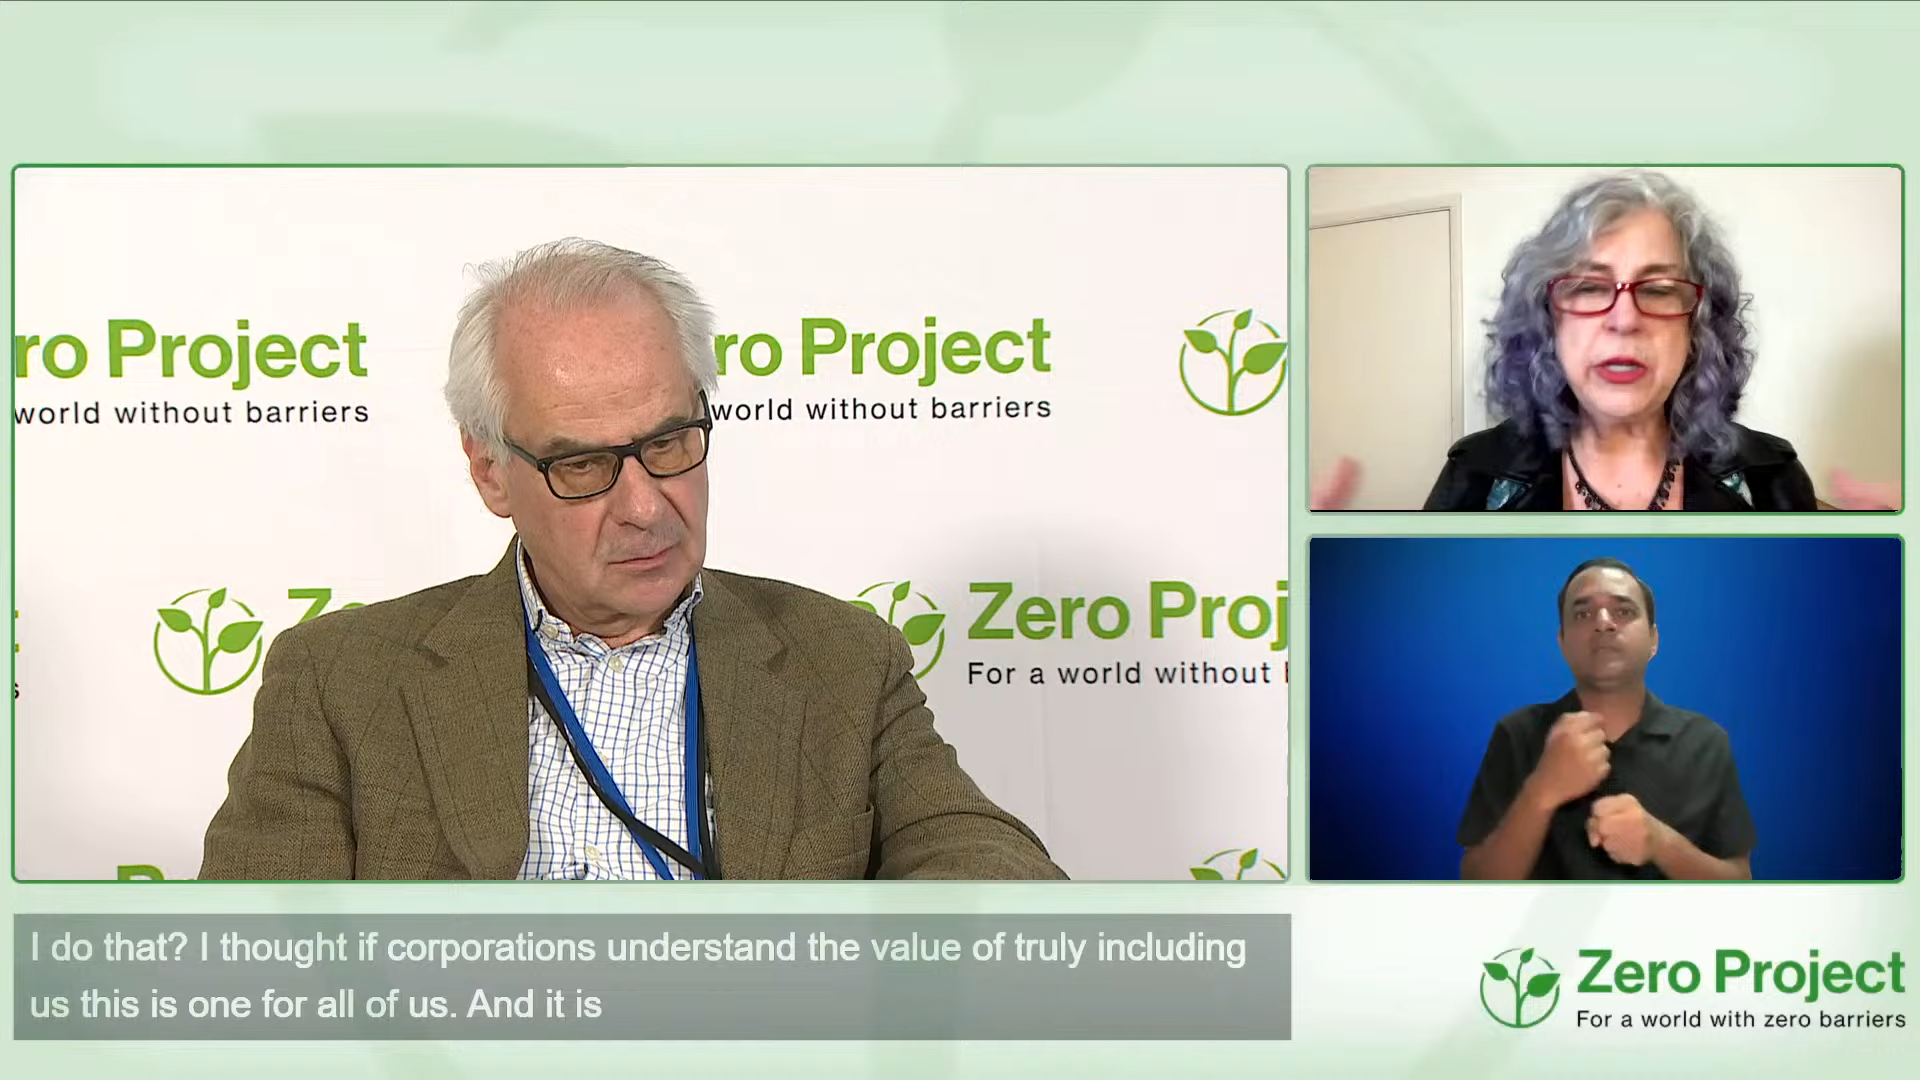 ro Project
world without barriers
ro Project
world without barriers
Zero Proj
For a world without
I do that? I thought if corporations understand the value of truly including
us this is one for all of us. And it is
Zero Project
For a world with zero barriers